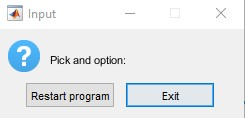 Input
Pick and option:
Restart program Exit